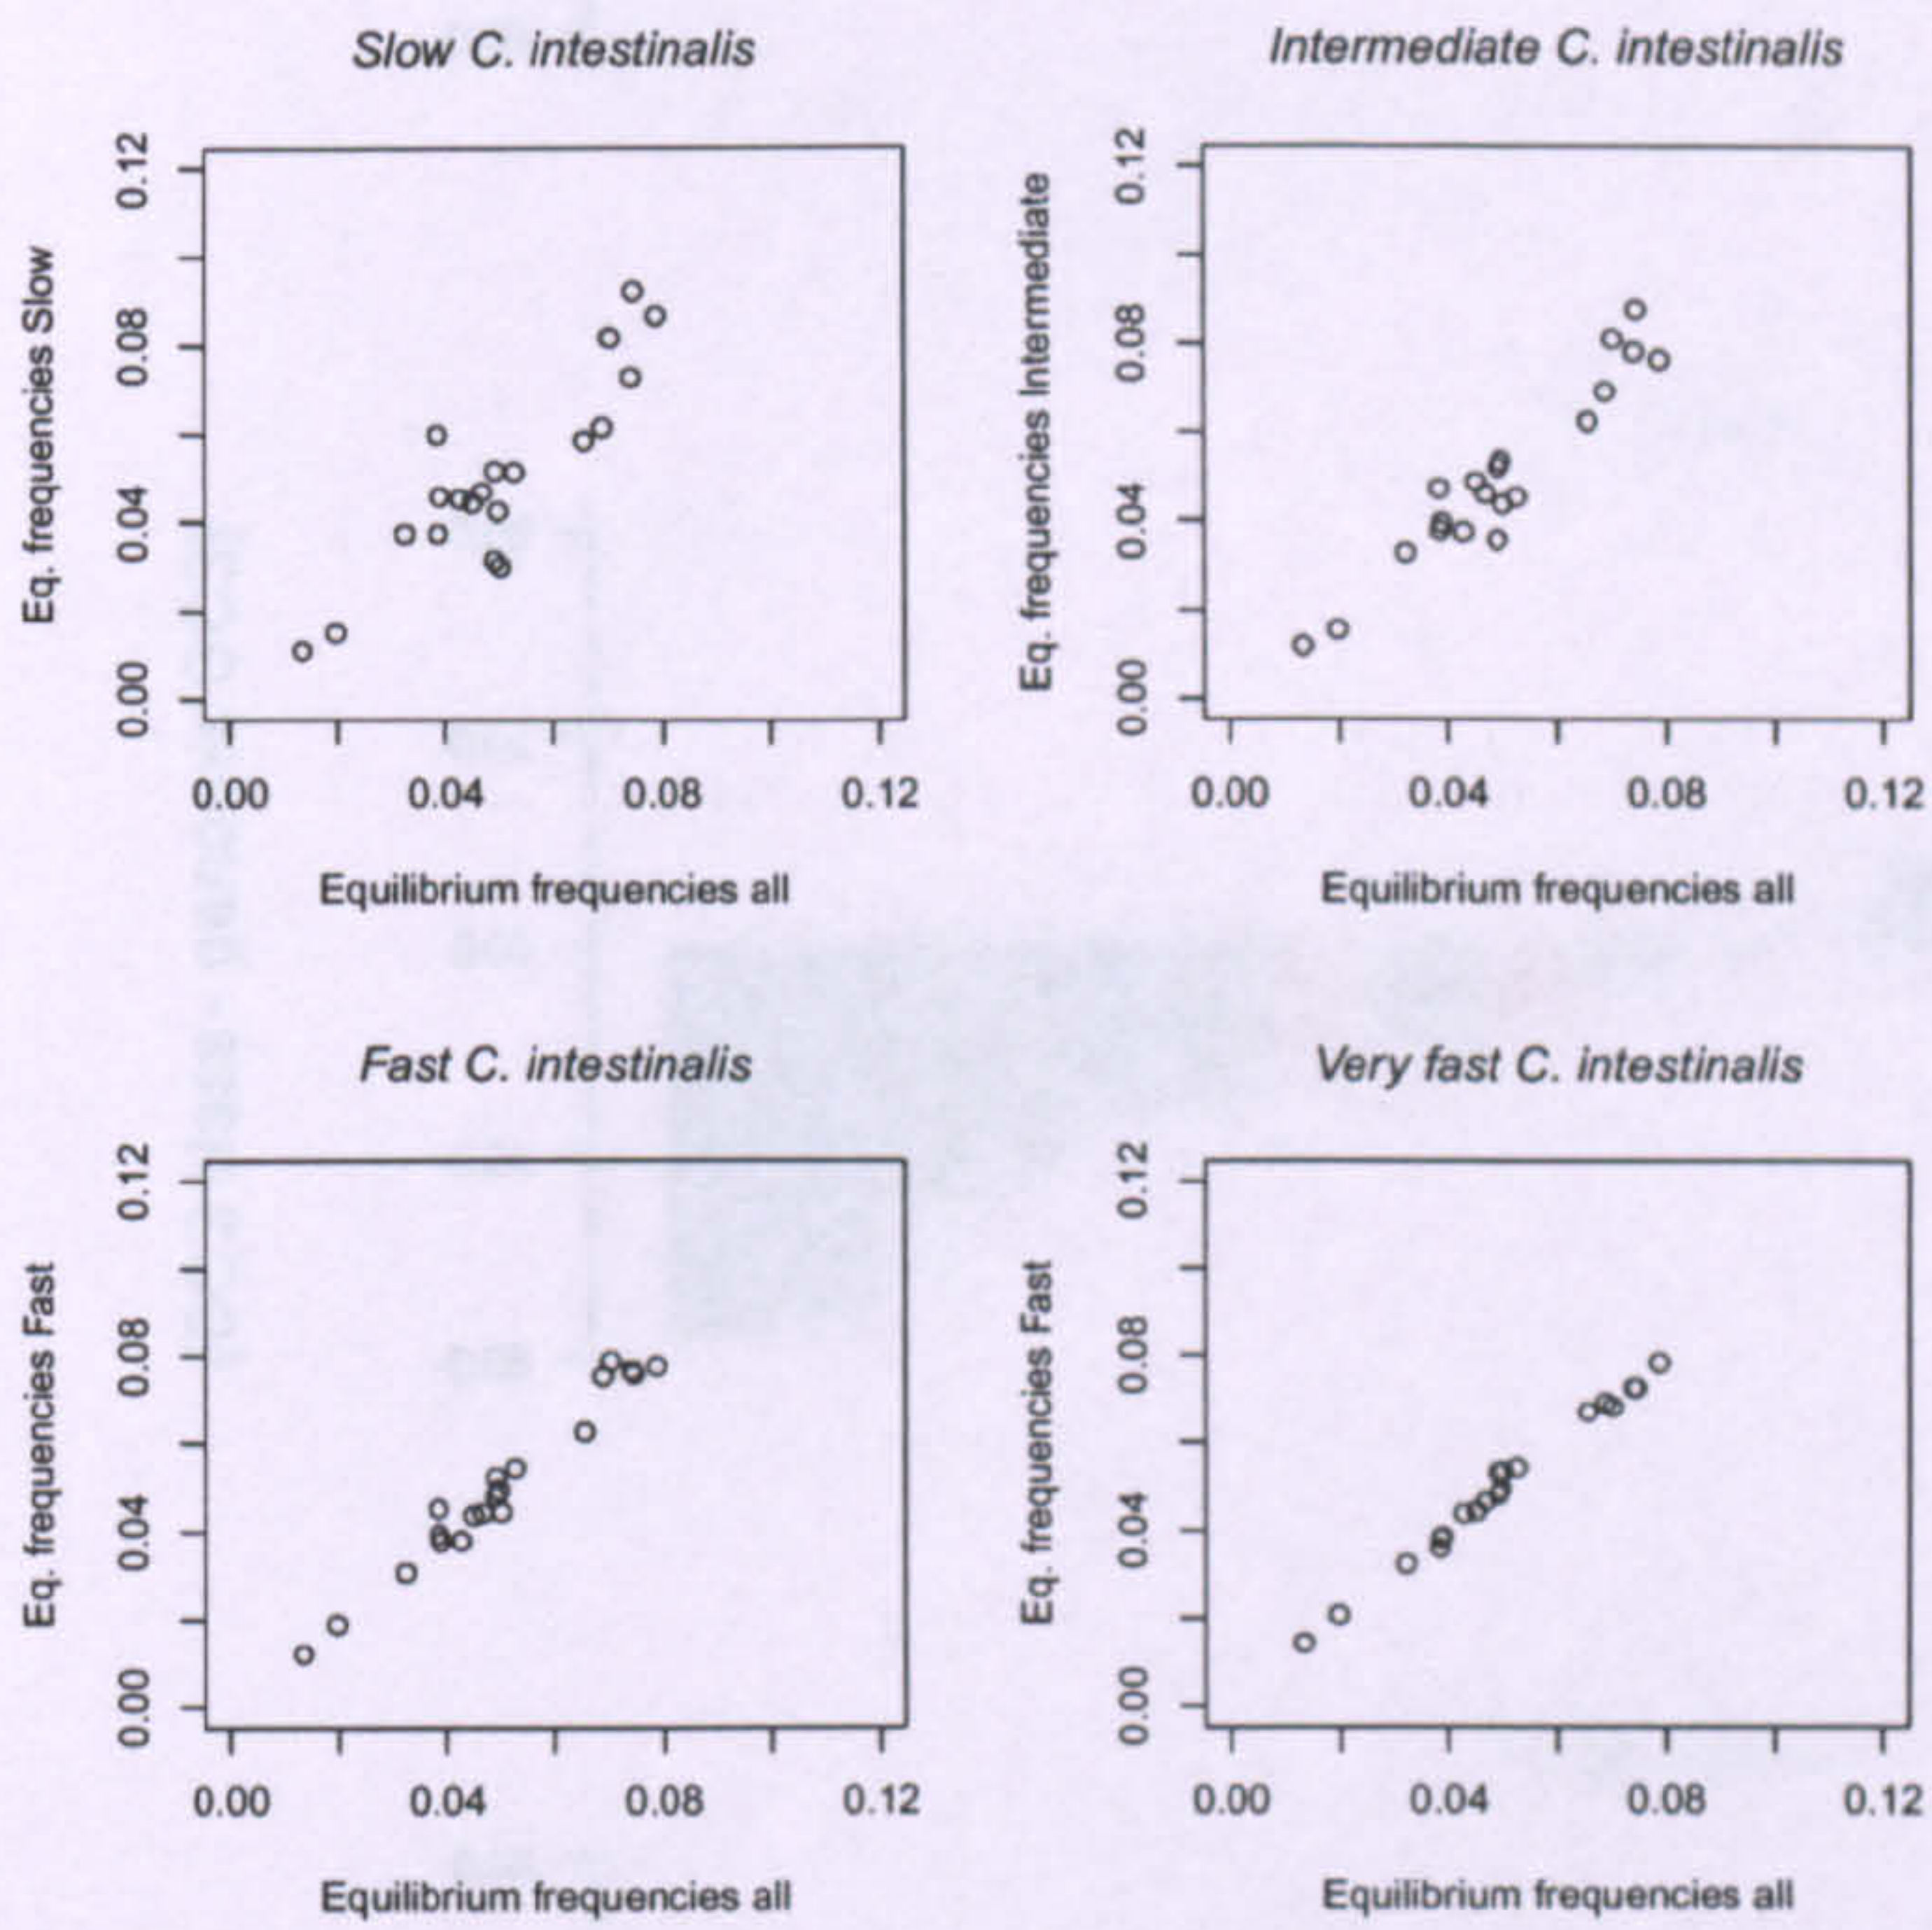 Slow C. intestinalis
Eq. frequencies Slow
0.12
0.08
0.04
0.00
0.00 0.04 0.08 0.12
Equilibrium frequencies all
Intermediate C. intestinalis
Eq. frequencies Intermediate
0.12
0.08
0.04
0.00
0.00 0.04 0.08 0.12
Equilibrium frequencies all
Fast C. intestinalis
Eq. frequencies Fast
0.12
0.08
0.04
0.00
0.00 0.04 0.08 0.12
Equilibrium frequencies all
Very fast C. intestinalis
Eq. frequencies Fast
0.12
0.08
0.04
0.00
0.00 0.04 0.08 0.12
Equilibrium frequencies all